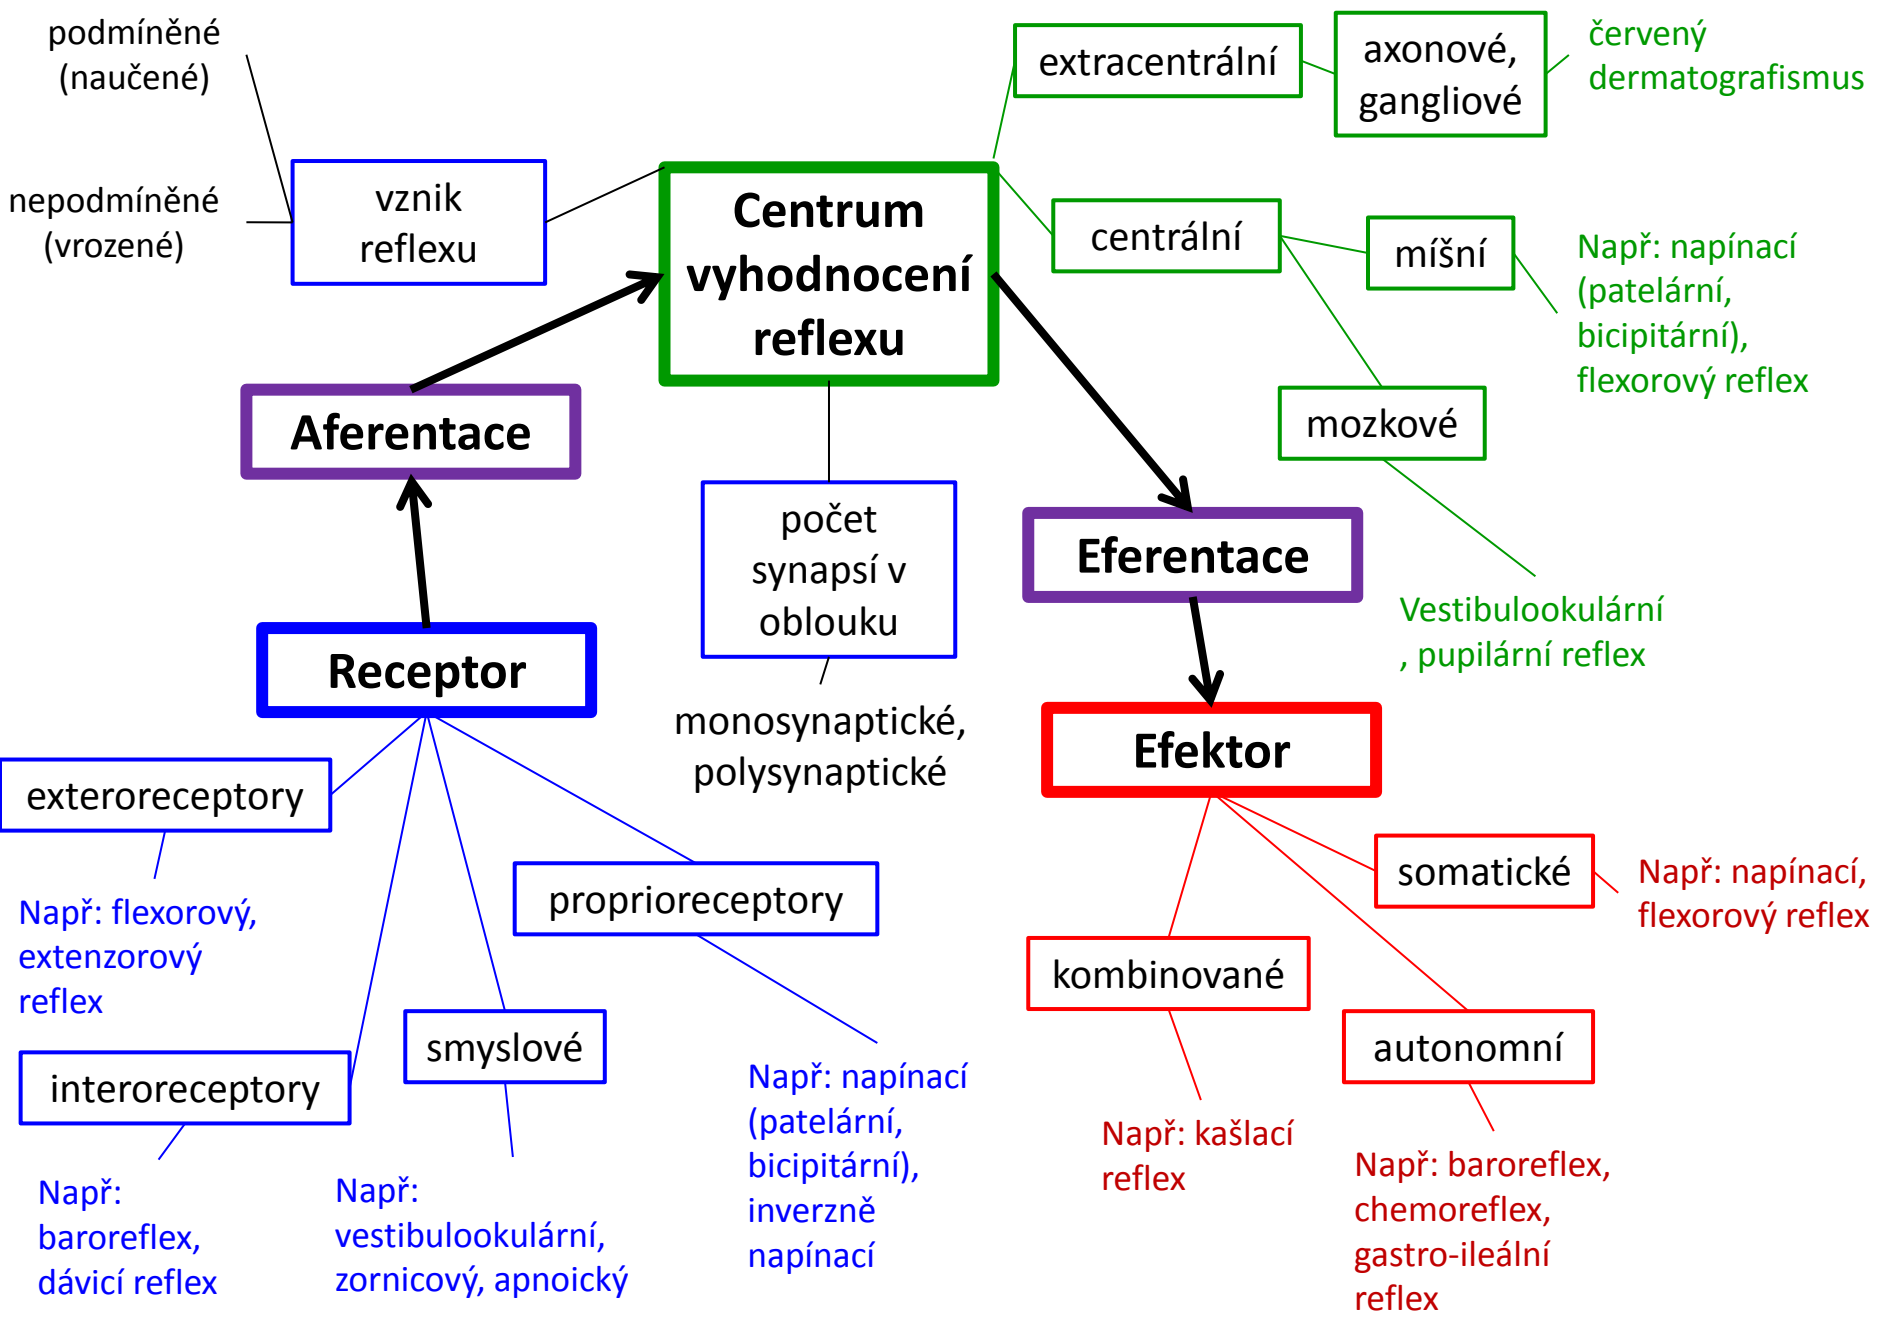 podmíněné
(naučené)
nepodmíněné
(vrozené)
vznik
reflexu
Centrum
vyhodnocení
reflexu
extracentrální
axonové,
gangliové
červený
dermatografismus
centrální
míšní
Např: napínací
(patelární,
bicipitární),
flexorový reflex
mozkové
Vestibulookulární
, pupilární reflex
Aferentace
počet
synapsí v
oblouku
monosynaptické,
polysynaptické
Eferentace
Receptor
Efektor
exteroreceptory
Např: flexorový,
extenzorový
reflex
interoreceptory
Např:
baroreflex,
dávicí reflex
smyslové
Např:
vestibulookulární,
zornicový, apnoický
proprioreceptory
Např: napínací
(patelární,
bicipitární),
inverzně
napínací
somatické
Např: napínací,
flexorový reflex
kombinované
Např: kašlací
reflex
autonomní
Např: baroreflex,
chemoreflex,
gastro-ileální
reflex